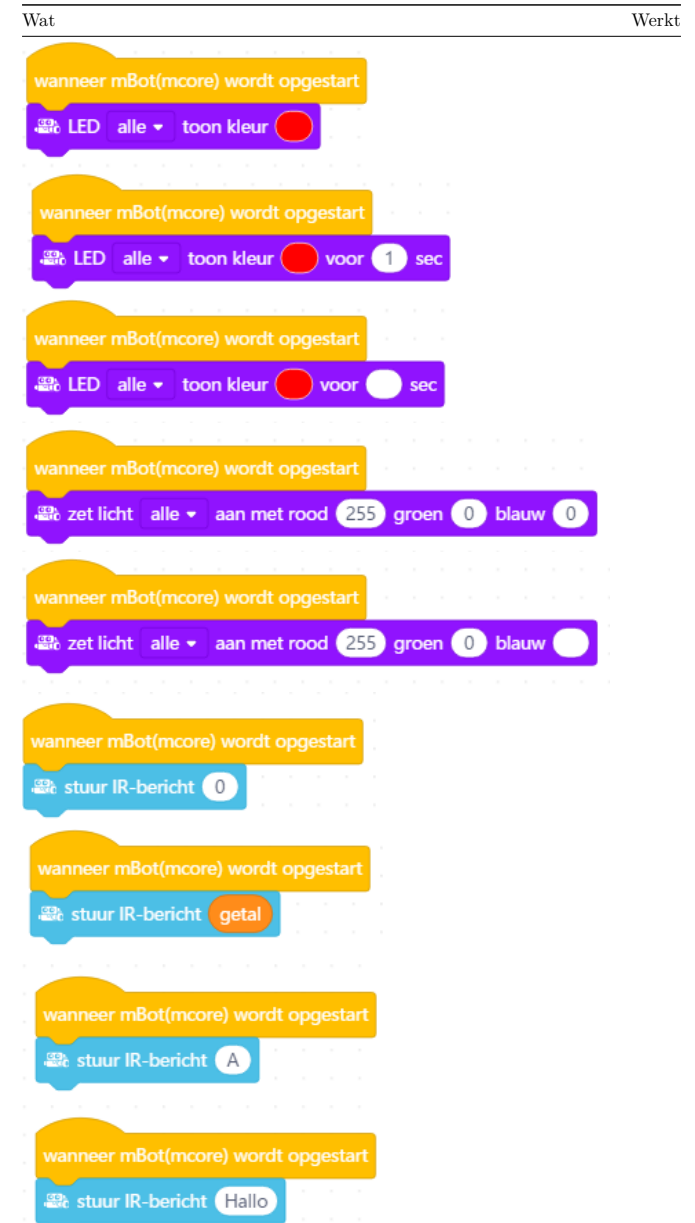 Wat Werkt
wanneer mBot(mcore) wordt opgestart
LED alle toon kleur
wanneer mBot(mcore) wordt opgestart
LED alle toon kleur voor 1 sec
wanneer mBot(mcore) wordt opgestart
LED alle toon kleur voor sec
wanneer mBot(mcore) wordt opgestart
zet licht alle aan met rood 255 groen 0 blauw 0
wanneer mBot(mcore) wordt opgestart
zet licht alle aan met rood 255 groen 0 blauw
wanneer mBot(mcore) wordt opgestart
stuur IR-bericht 0
wanneer mBot(mcore) wordt opgestart
stuur IR-bericht getal
wanneer mBot(mcore) wordt opgestart
stuur IR-bericht A
wanneer mBot(mcore) wordt opgestart
stuur IR-bericht Hallo